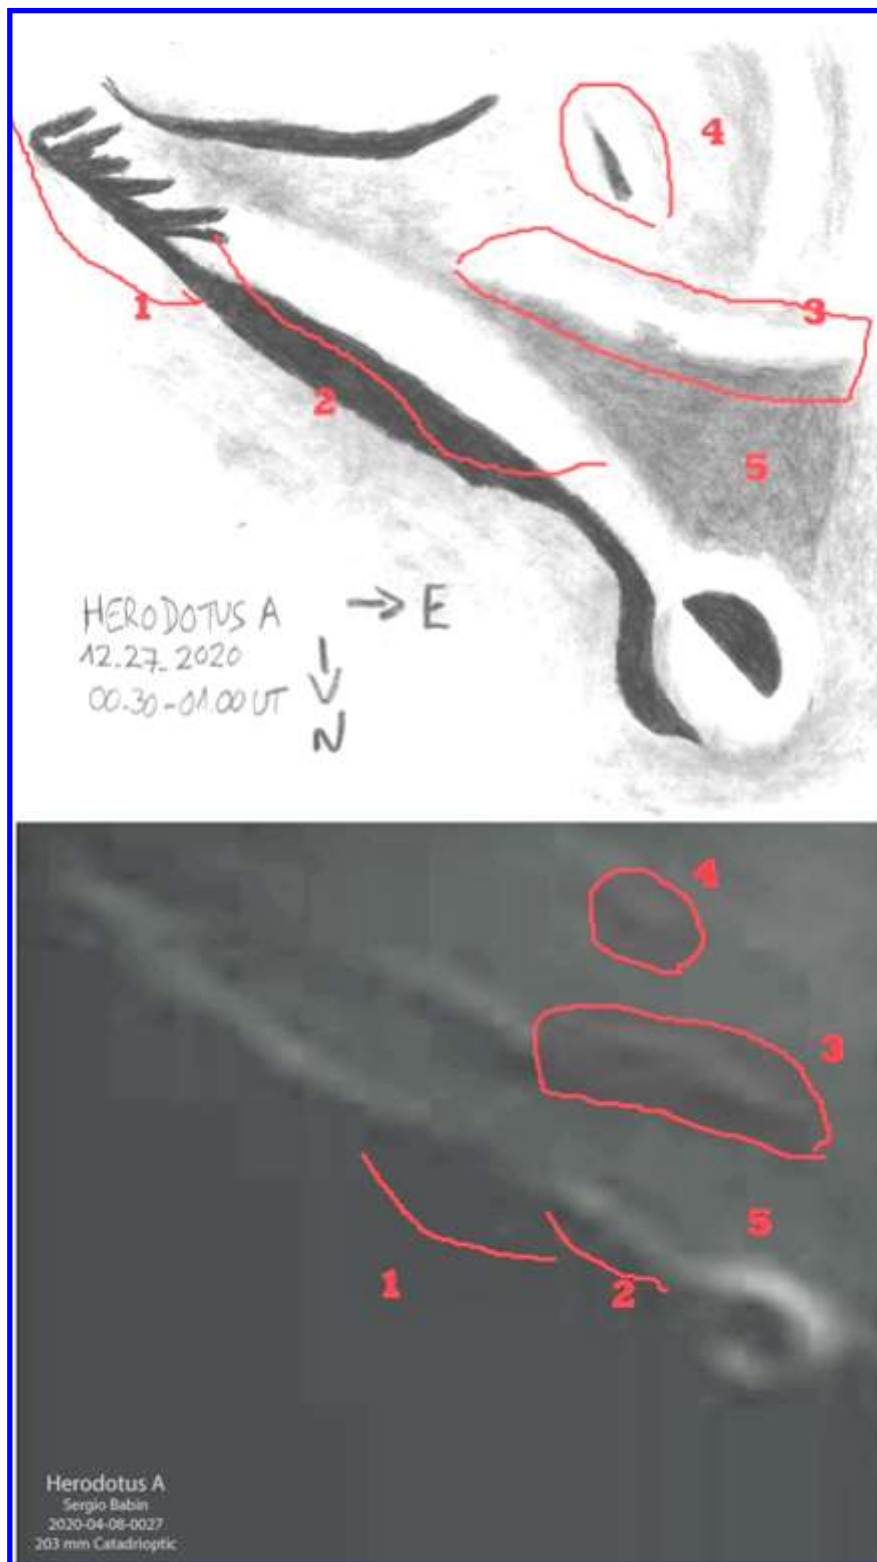 4
3
1
2
5
HERODOTUS A → E
12.27.2020 ↓
00.30-01.00 UT N
4
3
5
1
2
Herodotus A
Sergio Babin
2020-04-08-0027
203 mm Catadrioptic